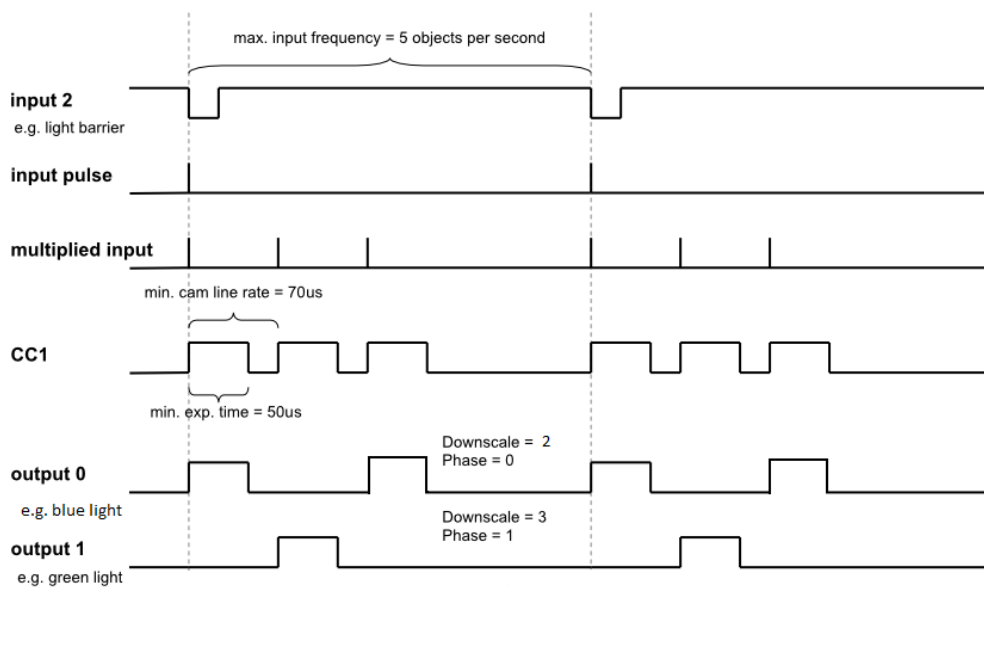 max. input frequency = 5 objects per second
input 2
e.g. light barrier
input pulse
multiplied input
min. cam line rate = 70us
CC1
min. exp. time = 50us
Downscale = 2
Phase = 0
output 0
e.g. blue light
Downscale = 3
Phase = 1
output 1
e.g. green light